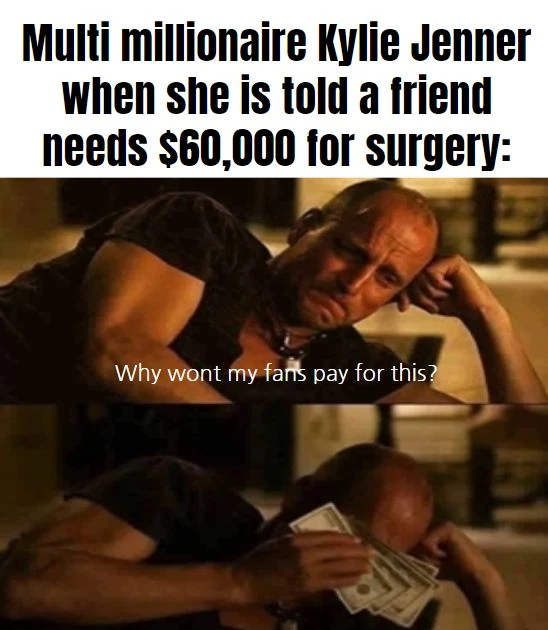 Multi millionaire Kylie Jenner
when she is told a friend
needs $60,000 for surgery:
Why wont my fans pay for this?